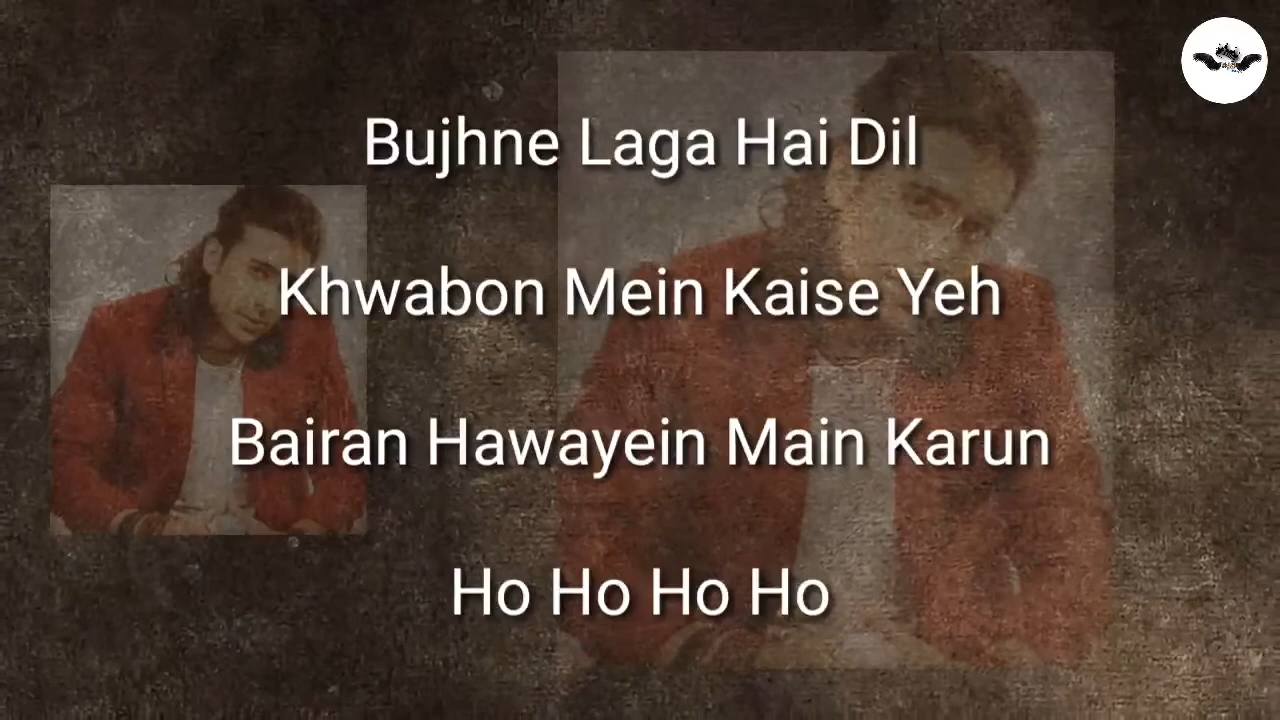 Bujhne Laga Hai Dil
Khwabon Mein Kaise Yeh
Bairan Hawayein Main Karun
Ho Ho Ho Ho